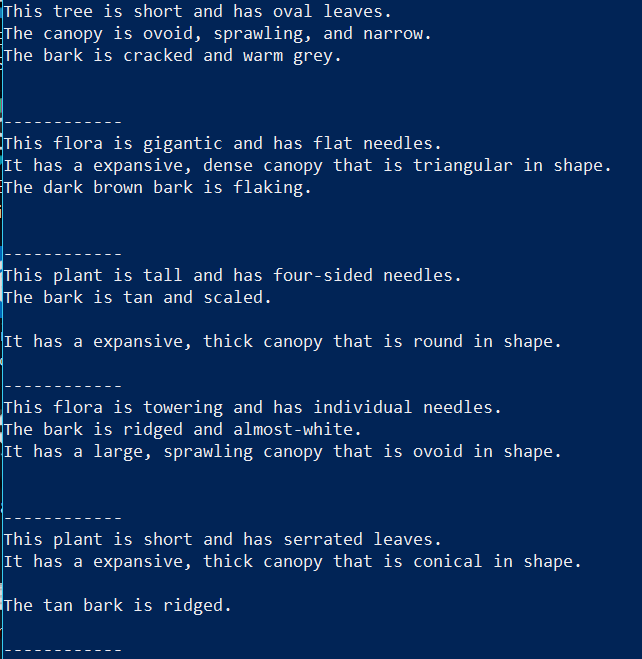 This tree is short and has oval leaves.
The canopy is ovoid, sprawling, and narrow.
The bark is cracked and warm grey.
------------
This flora is gigantic and has flat needles.
It has a expansive, dense canopy that is triangular in shape.
The dark brown bark is flaking.
------------
This plant is tall and has four-sided needles.
The bark is tan and scaled.
It has a expansive, thick canopy that is round in shape.
------------
This flora is towering and has individual needles.
The bark is ridged and almost-white.
It has a large, sprawling canopy that is ovoid in shape.
------------
This plant is short and has serrated leaves.
It has a expansive, thick canopy that is conical in shape.
The tan bark is ridged.
------------